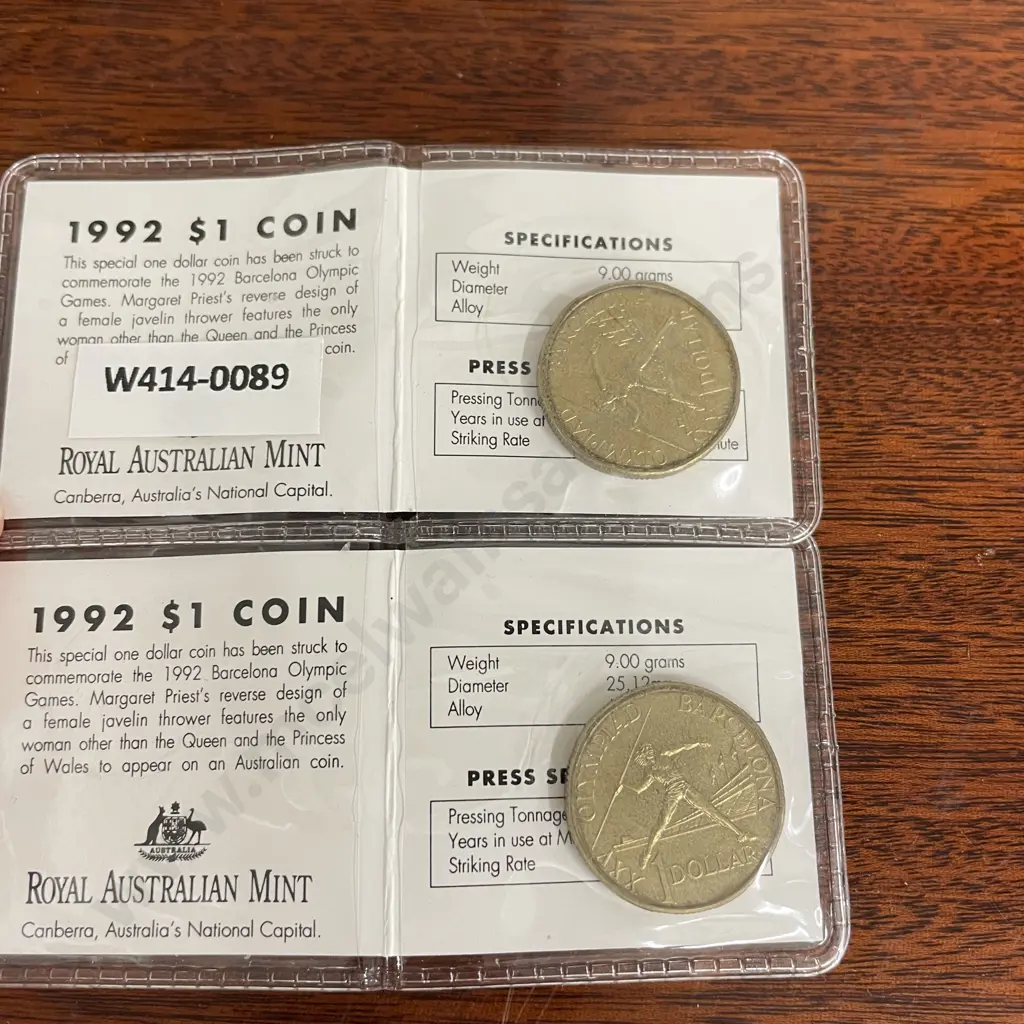 1992 $1 COIN
This special one dollar coin has been struck to
commemorate the 1992 Barcelona Olympic
Games. Margaret Priest's reverse design of
a female javelin thrower features the only
woman other than the Queen and the Princess
of
coin.
W414-0089
ROYAL AUSTRALIAN MINT
Canberra, Australia's National Capital.
SPECIFICATIONS
Weight 9.00 grams
Diameter
Alloy
PRESS
Pressing
Years in use at
Striking Rate
1992 $1 COIN
This special one dollar coin has been struck to
commemorate the 1992 Barcelona Olympic
Games. Margaret Priest's reverse design of
a female javelin thrower features the only
woman other than the Queen and the Princess
of Wales to appear on an Australian coin.
AUSTRALIA
ROYAL AUSTRALIAN MINT
Canberra, Australia's National Capital.
SPECIFICATIONS
Weight 9.00 grams
Diameter 25.12
Alloy
PRESS
Pressing Tonnage
Years in use at
Striking Rate
XXV OLYMPIAD BARCELONA
1 DOLLAR